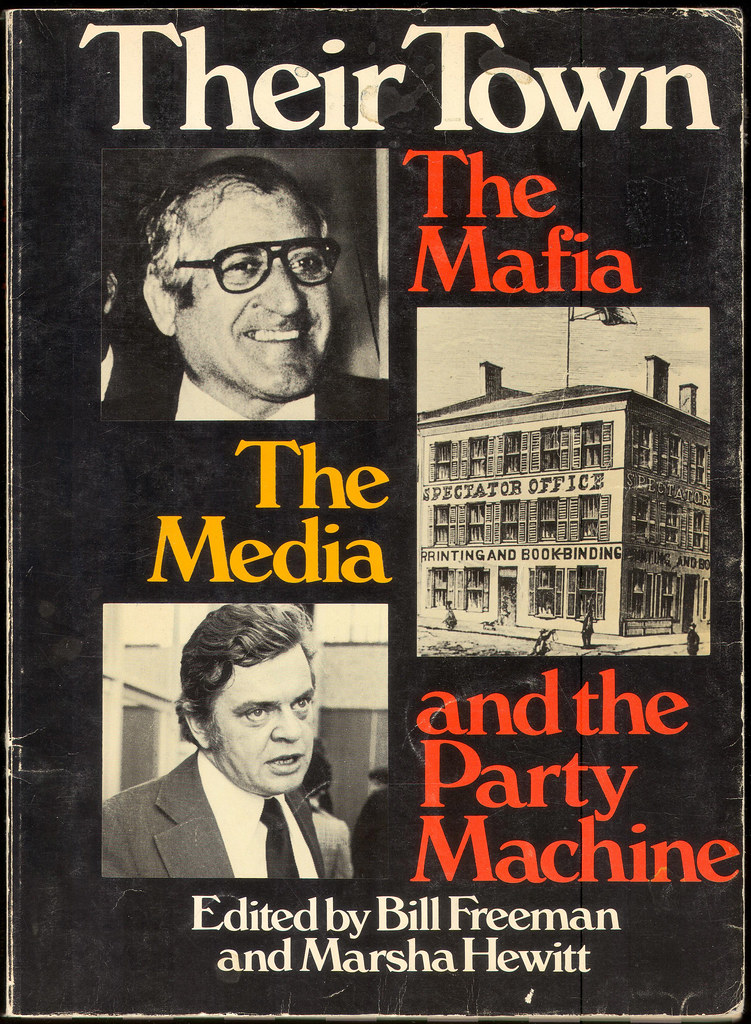 Their Town
The
Mafia
SPECTATOR OFFICE
SPECTATOR
PRINTING AND BOOK-BINDING
The
Media
and the
Party
Machine
Edited by Bill Freeman
and Marsha Hewitt